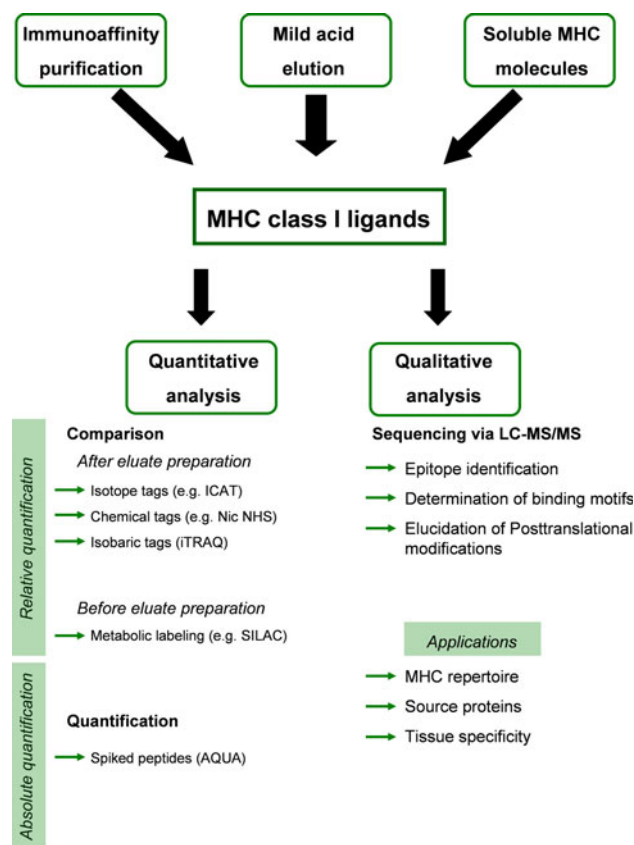 Immunoaffinity
purification
Mild acid
elution
Soluble MHC
molecules
MHC class I ligands
Quantitative
analysis
Qualitative
analysis
Relative quantification
Comparison
After eluate preparation
Isotope tags (e.g. ICAT)
Chemical tags (e.g. Nic NHS)
Isobaric tags (iTRAQ)
Before eluate preparation
Metabolic labeling (e.g. SILAC)
Absolute quantification
Quantification
Spiked peptides (AQUA)
Sequencing via LC-MS/MS
Epitope identification
Determination of binding motifs
Elucidation of Posttranslational
modifications
Applications
MHC repertoire
Source proteins
Tissue specificity